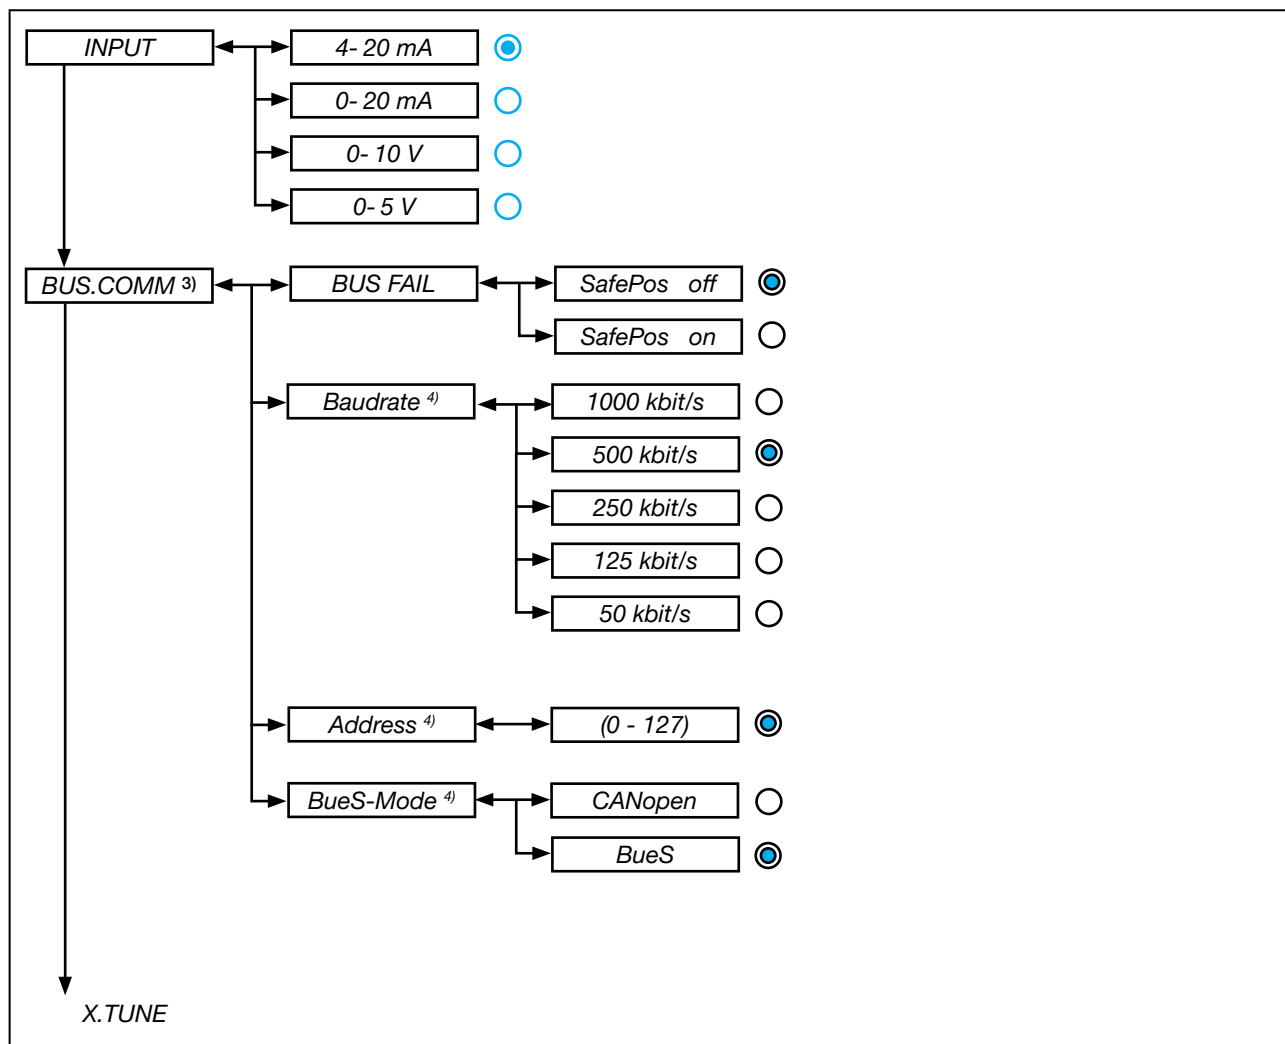 INPUT
4- 20 mA
0- 20 mA
0- 10 V
0- 5 V
BUS.COMM 3)
BUS FAIL
SafePos off
SafePos on
Baudrate 4)
1000 kbit/s
500 kbit/s
250 kbit/s
125 kbit/s
50 kbit/s
Address 4)
(0 - 127)
BueS-Mode 4)
CANopen
BueS
X.TUNE